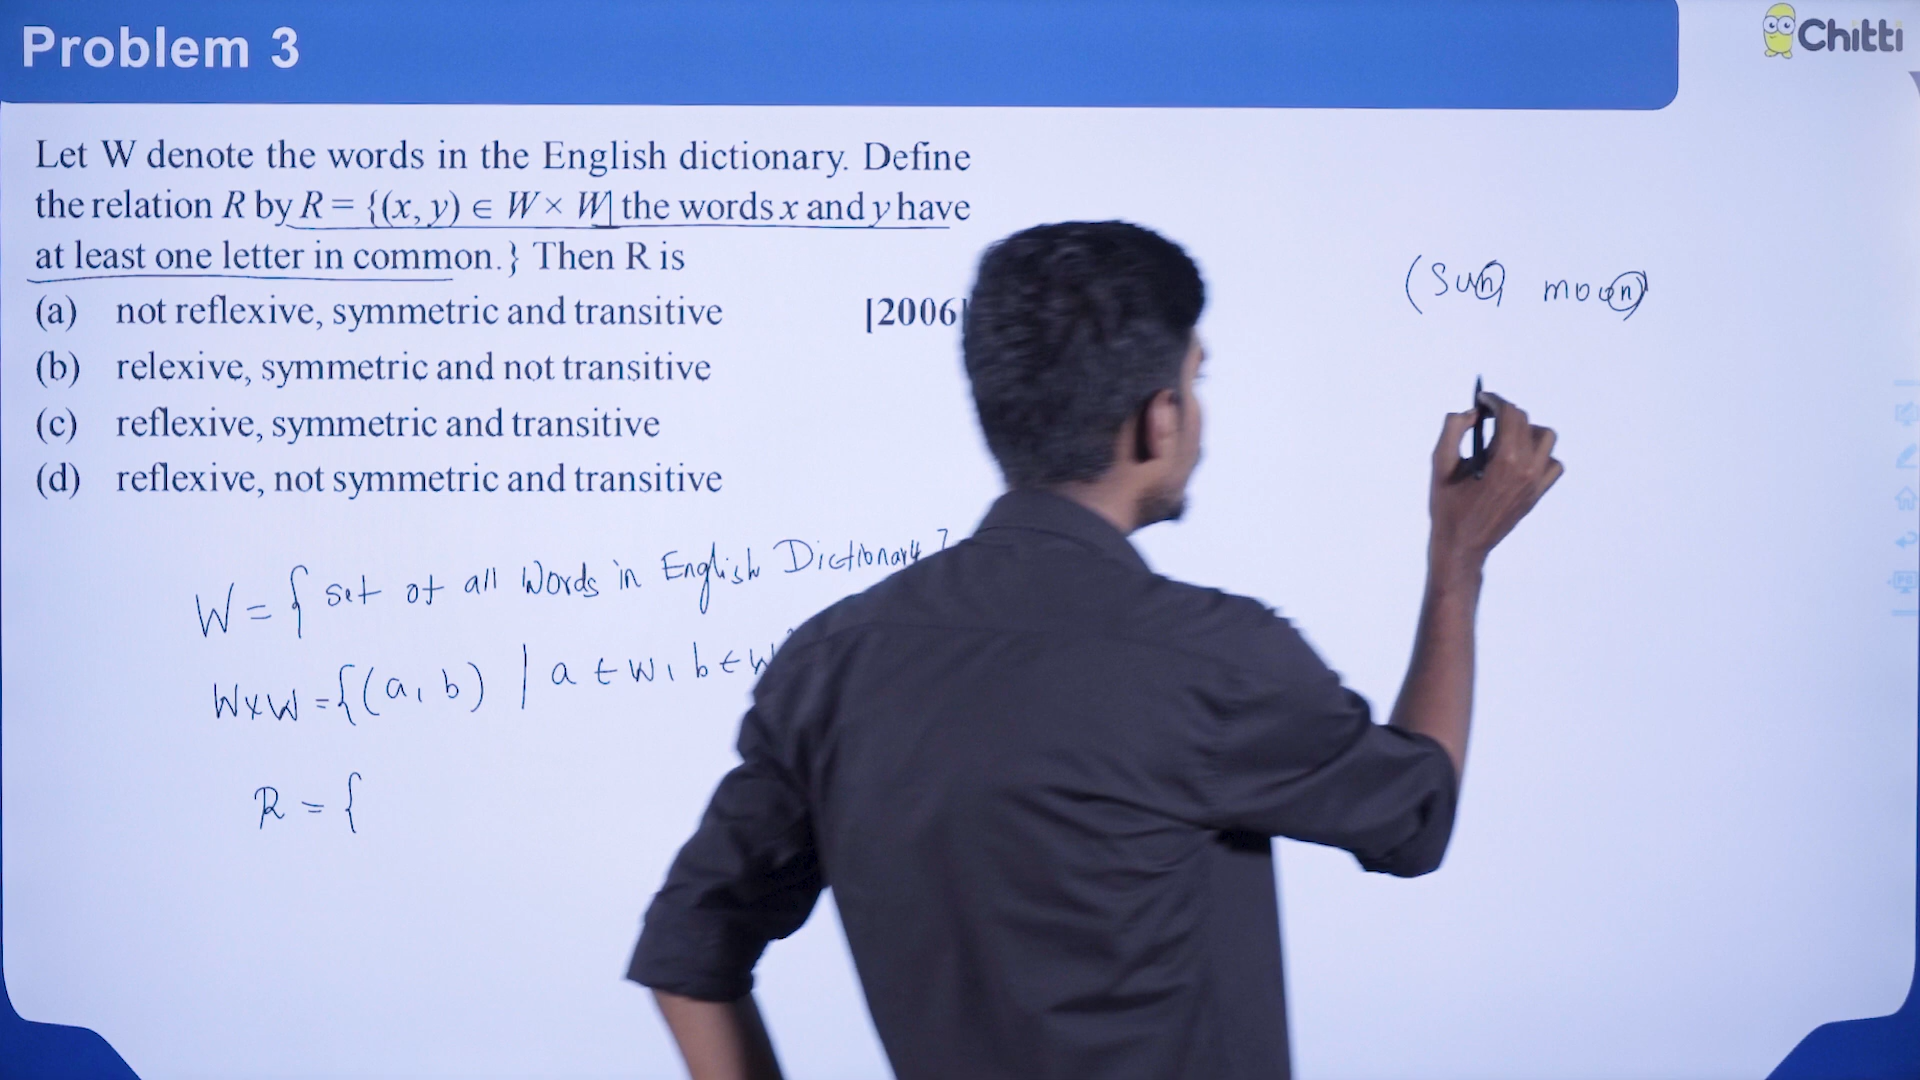 Problem 3
Chitti
Let W denote the words in the English dictionary. Define
the relation R by R = {(x, y) ∈ W × W| the words x and y have
at least one letter in common.} Then R is
(a) not reflexive, symmetric and transitive [2006]
(b) relexive, symmetric and not transitive
(c) reflexive, symmetric and transitive
(d) reflexive, not symmetric and transitive
(Sun, moon)
W = { set of all Words in English Dictionary }
W×W = {(a, b) / a ∈ W, b ∈ W
R = {